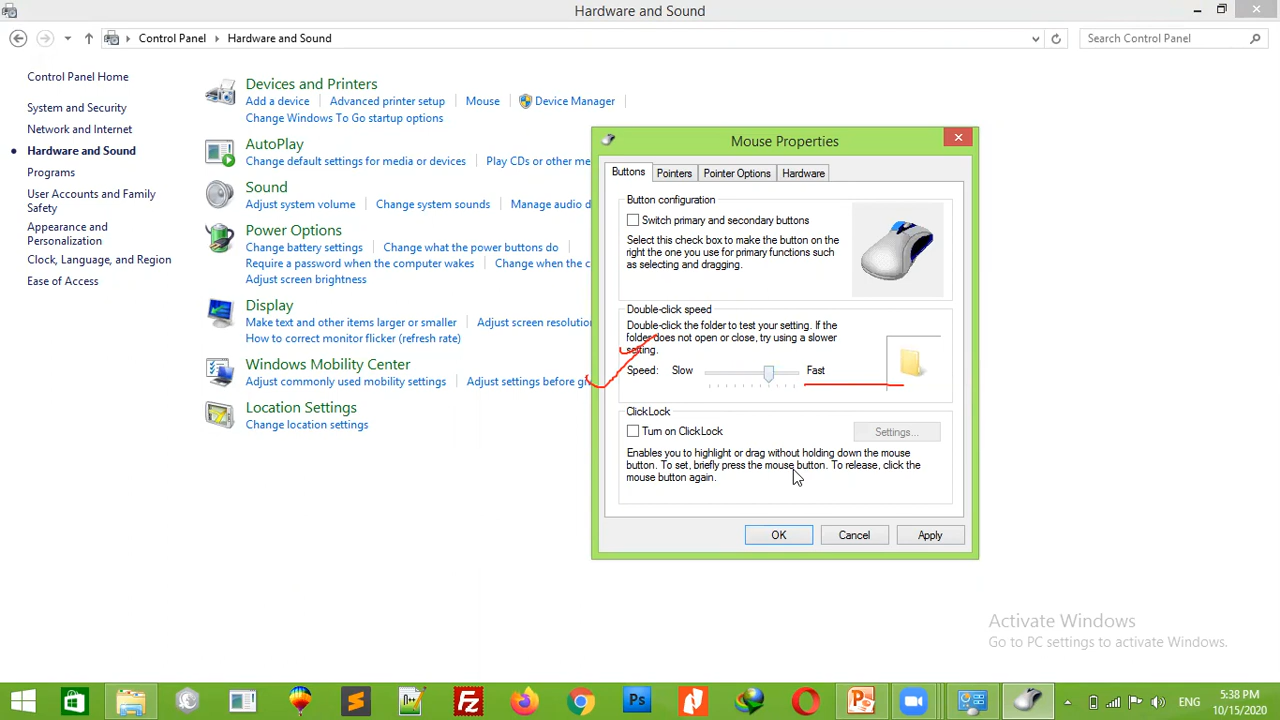 Hardware and Sound
Control Panel Hardware and Sound
Search Control Panel
Control Panel Home
System and Security
Network and Internet
Hardware and Sound
Programs
User Accounts and Family
Safety
Appearance and
Personalization
Clock, Language, and Region
Ease of Access
Devices and Printers
Add a device Advanced printer setup Mouse Device Manager
Change Windows To Go startup options
AutoPlay
Change default settings for media or devices Play CDs or other me
Sound
Adjust system volume Change system sounds Manage audio d
Power Options
Change battery settings Change what the power buttons do
Require a password when the computer wakes Change when the c
Adjust screen brightness
Display
Make text and other items larger or smaller Adjust screen resolution
How to correct monitor flicker (refresh rate)
Windows Mobility Center
Adjust commonly used mobility settings Adjust settings before gi
Location Settings
Change location settings
Mouse Properties
Buttons Pointers Pointer Options Hardware
Button configuration
Switch primary and secondary buttons
Select this check box to make the button on the
right the one you use for primary functions such
as selecting and dragging.
Double-click speed
Double-click the folder to test your setting. If the
folder does not open or close, try using a slower
setting.
Speed: Slow Fast
ClickLock
Turn on ClickLock
Settings...
Enables you to highlight or drag without holding down the mouse
button. To set, briefly press the mouse button. To release, click the
mouse button again.
OK Cancel Apply
Activate Windows
Go to PC settings to activate Windows.
Ps
ENG
5:38 PM
10/15/2020